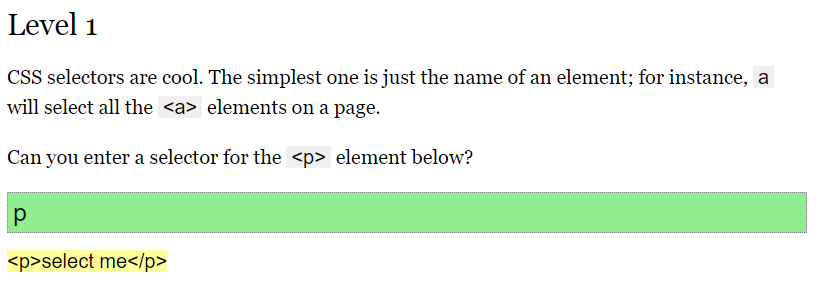 Level 1
CSS selectors are cool. The simplest one is just the name of an element; for instance, a
will select all the <a> elements on a page.
Can you enter a selector for the <p> element below?
p
<p>select me</p>